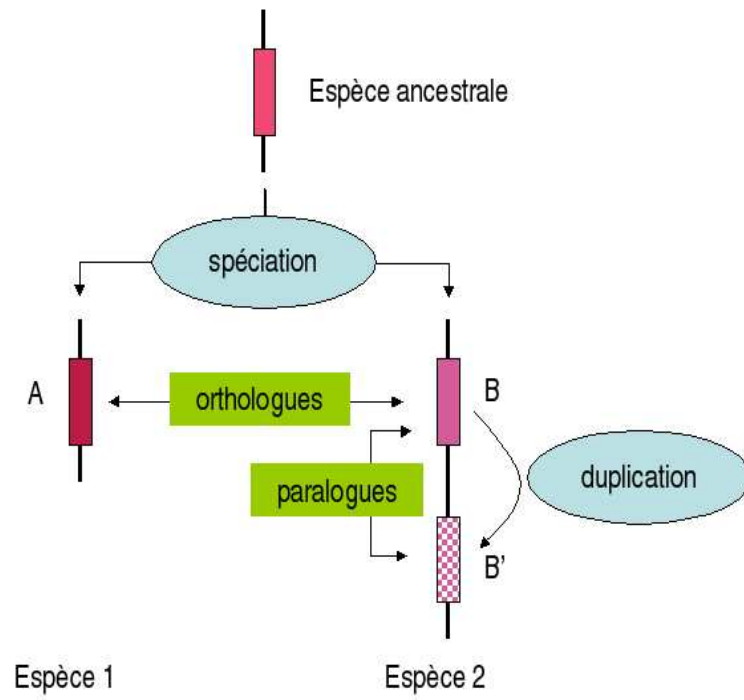 Espèce ancestrale
spéciation
A
orthologues
B
paralogues
duplication
B'
Espèce 1
Espèce 2